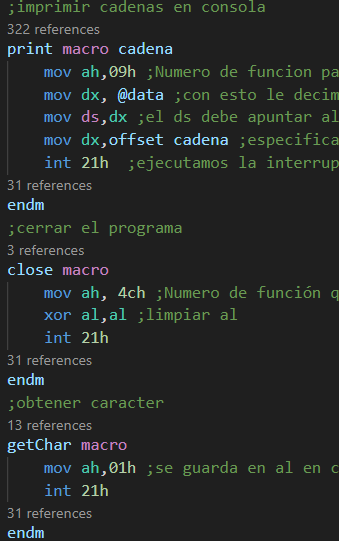 ;imprimir cadenas en consola
322 references
print macro cadena
mov ah,09h ;Numero de funcion pa
mov dx, @data ;con esto le decim
mov ds,dx ;el ds debe apuntar al
mov dx,offset cadena ;especifica
int 21h  ;ejecutamos la interrup
31 references
endm
;cerrar el programa
3 references
close macro
mov ah, 4ch ;Numero de función q
xor al,al ;limpiar al
int 21h
31 references
endm
;obtener caracter
13 references
getChar macro
mov ah,01h ;se guarda en al en c
int 21h
31 references
endm